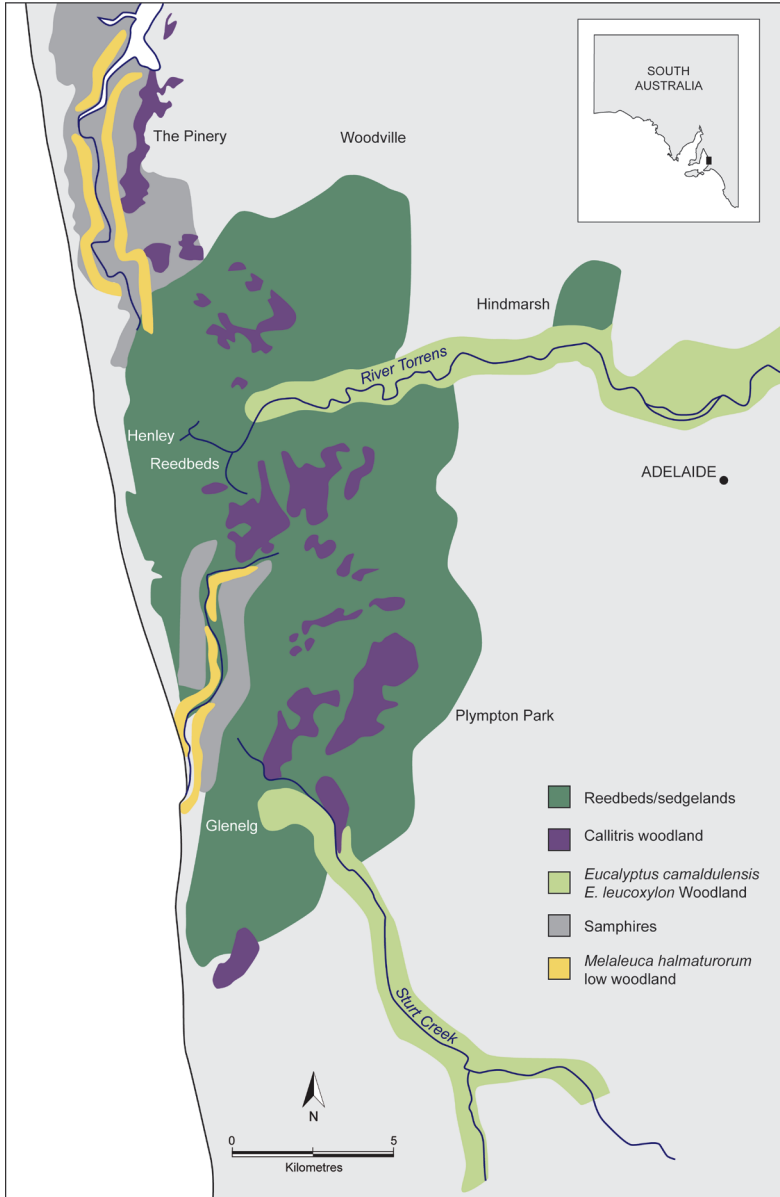 SOUTH
AUSTRALIA
The Pinery
Woodville
Hindmarsh
River Torrens
Henley
Reedbeds
ADELAIDE
Plympton Park
Glenelg
Reedbeds/sedgelands
Callitris woodland
Eucalyptus camaldulensis
E. leucoxylon Woodland
Samphires
Melaleuca halmaturorum
low woodland
Sturt Creek
N
0 5
Kilometres